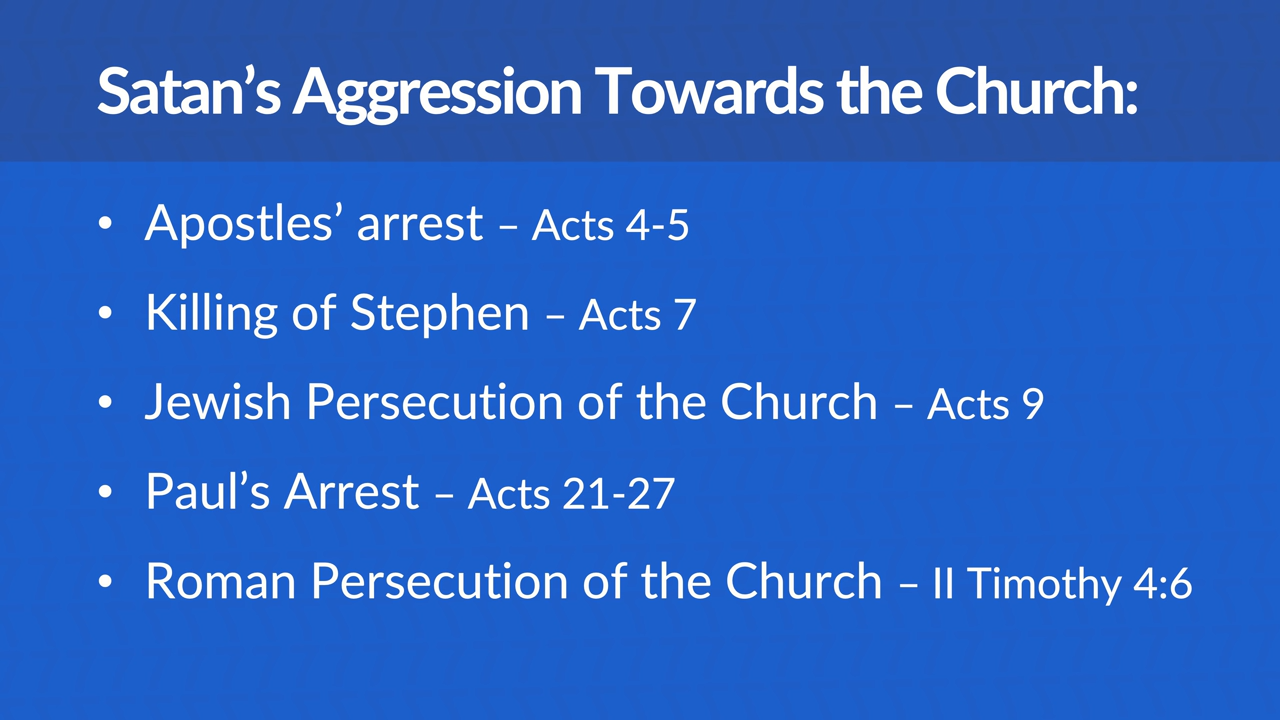 Satan’s Aggression Towards the Church:
• Apostles’ arrest – Acts 4-5
• Killing of Stephen – Acts 7
• Jewish Persecution of the Church – Acts 9
• Paul’s Arrest – Acts 21-27
• Roman Persecution of the Church – II Timothy 4:6